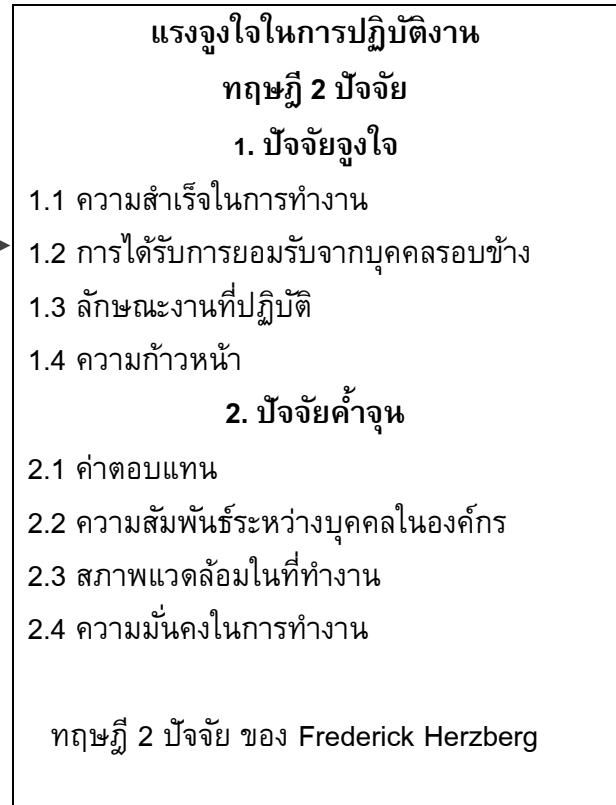 แรงจูงใจในการปฏิบัติงาน
ทฤษฎี 2 ปัจจัย
1. ปัจจัยจูงใจ
1.1 ความสำเร็จในการทำงาน
1.2 การได้รับการยอมรับจากบุคคลรอบข้าง
1.3 ลักษณะงานที่ปฏิบัติ
1.4 ความก้าวหน้า
2. ปัจจัยค้ำจุน
2.1 ค่าตอบแทน
2.2 ความสัมพันธ์ระหว่างบุคคลในองค์กร
2.3 สภาพแวดล้อมในที่ทำงาน
2.4 ความมั่นคงในการทำงาน
ทฤษฎี 2 ปัจจัย ของ Frederick Herzberg